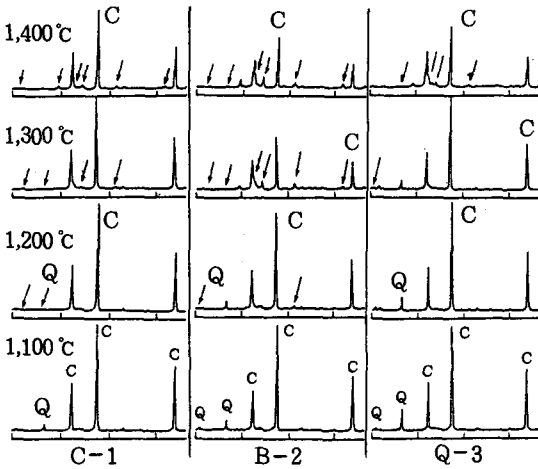 1,400℃ C C C
1,300℃ C C
1,200℃ C Q Q C
1,100℃ Q C C C Q Q C C C Q Q C C C
C-1 B-2 Q-3